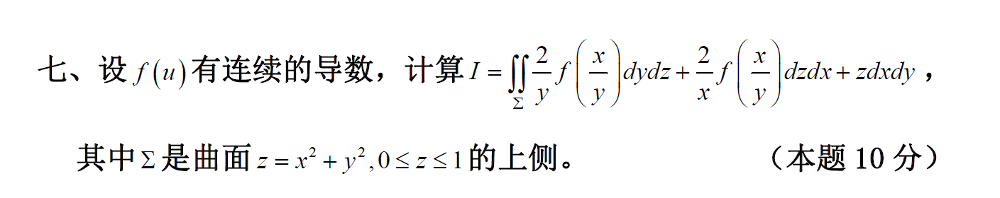 七、设 $f(u)$ 有连续的导数，计算 $I = \iint\limits_{\Sigma} \frac{2}{y} f\left(\frac{x}{y}\right) dydz + \frac{2}{x} f\left(\frac{x}{y}\right) dzdx + zdxdy$ ，
其中 $\Sigma$ 是曲面 $z = x^2 + y^2, 0 \leq z \leq 1$ 的上侧。 （本题 10 分）